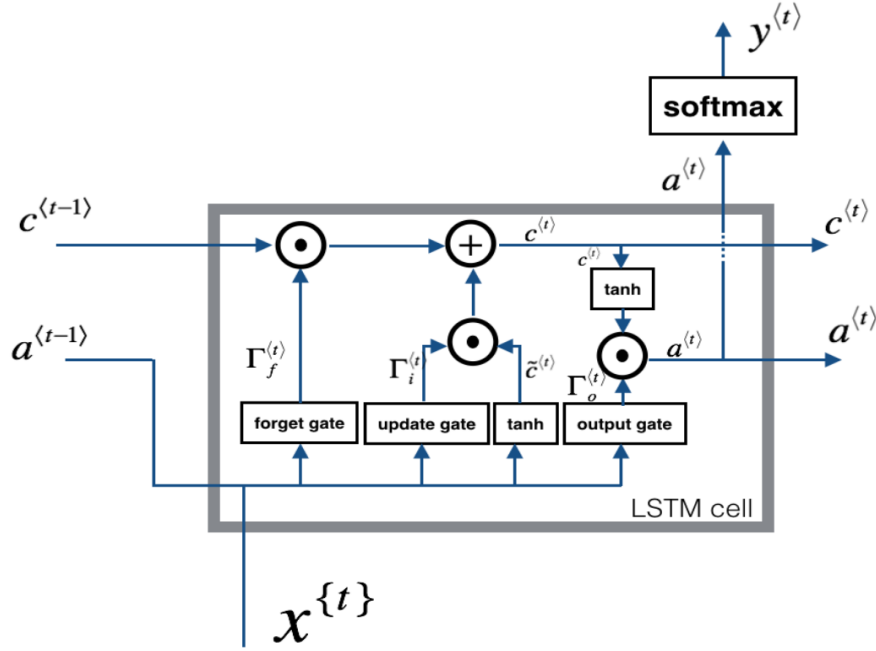 y⟨t⟩
softmax
a⟨t⟩
c⟨t−1⟩
c⟨t⟩
c⟨t⟩
c⟨t⟩
tanh
a⟨t−1⟩
Γf⟨t⟩
Γi⟨t⟩
c̃⟨t⟩
Γo⟨t⟩
a⟨t⟩
a⟨t⟩
forget gate
update gate
tanh
output gate
LSTM cell
x{t}